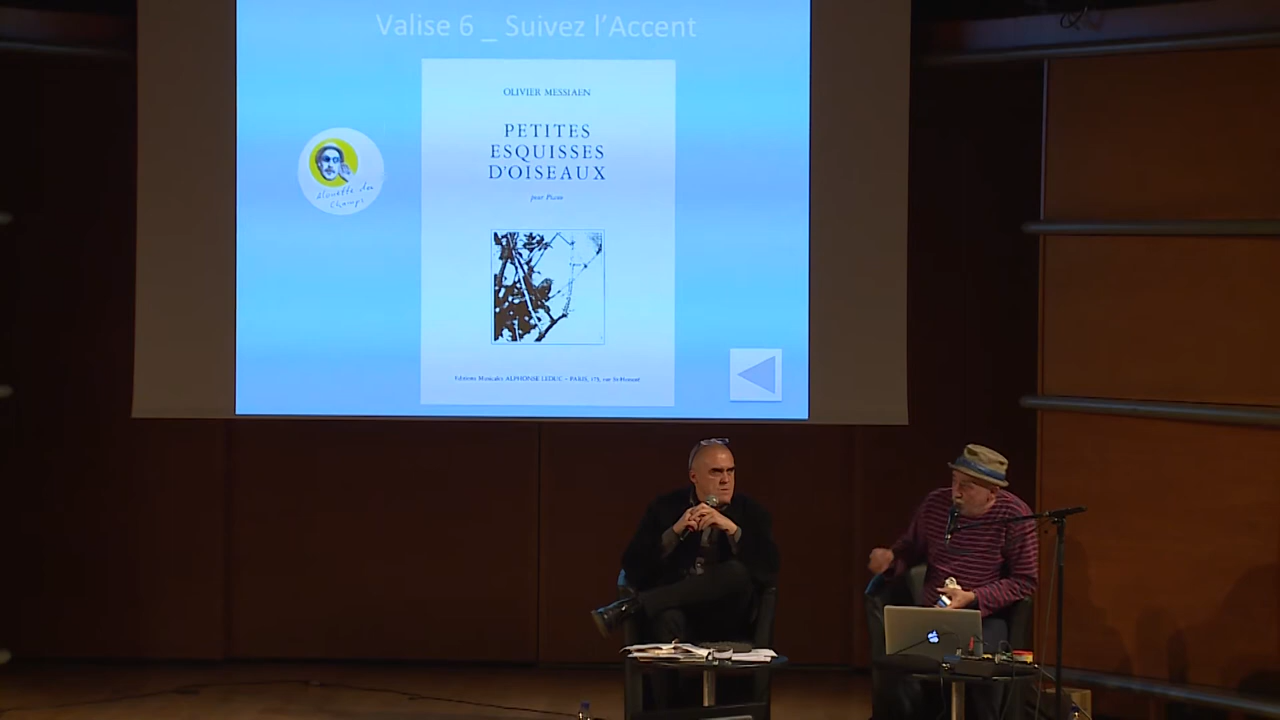 Valise 6 _ Suivez l'Accent
OLIVIER MESSIAEN
PETITES
ESQUISSES
D'OISEAUX
pour Piano
Alouette des
Champs
Editions Musicales ALPHONSE LEDUC – PARIS, 175, rue St-Honoré